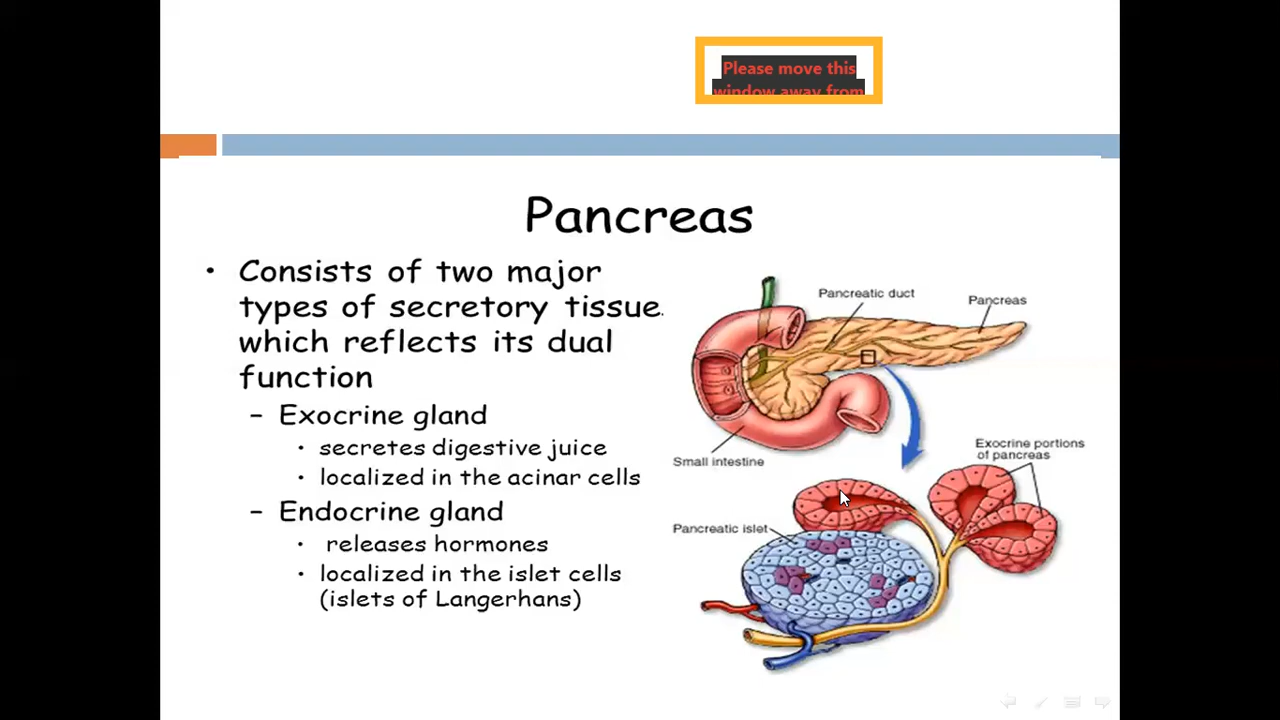 Please move this
window away from
Pancreas
• Consists of two major
types of secretory tissue
which reflects its dual
function
– Exocrine gland
• secretes digestive juice
• localized in the acinar cells
– Endocrine gland
• releases hormones
• localized in the islet cells
(islets of Langerhans)
Pancreatic duct
Pancreas
Small intestine
Exocrine portions
of pancreas
Pancreatic islet